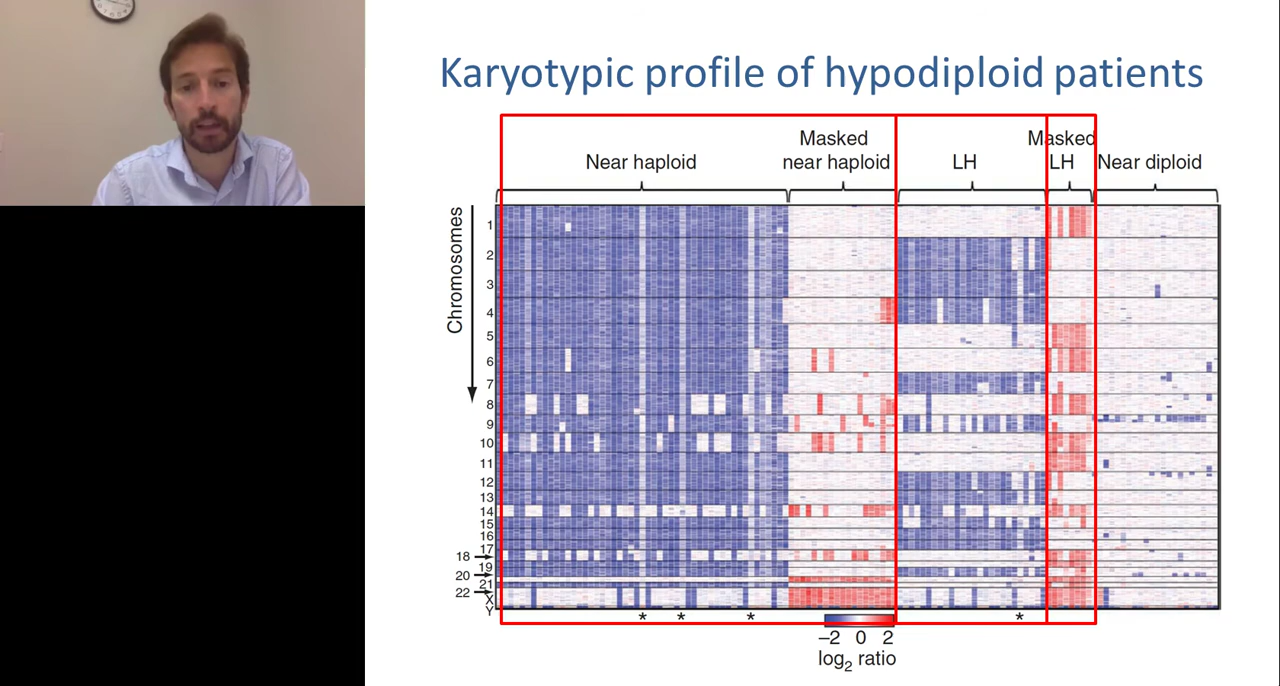 Karyotypic profile of hypodiploid patients
Masked
near haploid
Near haploid
LH
Masked
LH
Near diploid
Chromosomes
1
2
3
4
5
6
7
8
9
10
11
12
13
14
15
16
17
18
19
20
21
22
X
Y
* * * *
–2 0 2
log2 ratio